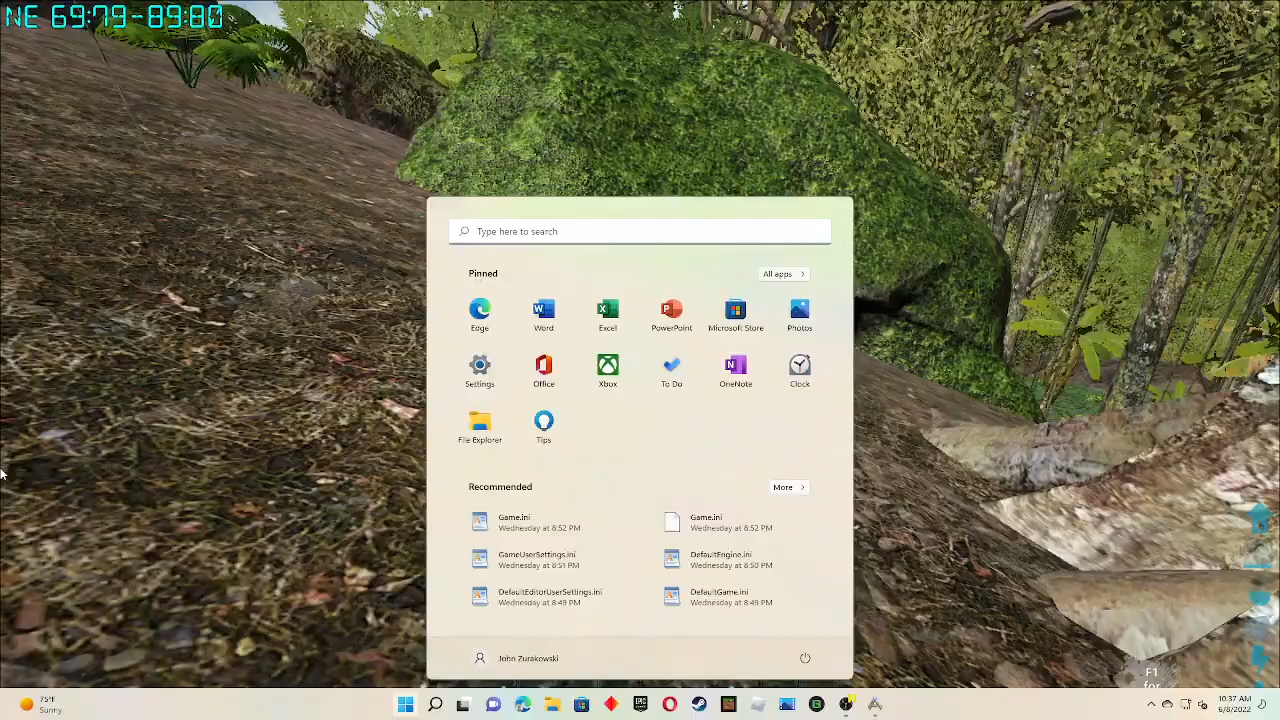 NE 69:79-89:80
Type here to search
Pinned
All apps
Edge
Word
Excel
PowerPoint
Microsoft Store
Photos
Settings
Office
Xbox
To Do
OneNote
Clock
File Explorer
Tips
Recommended
More
Game.ini
Wednesday at 8:52 PM
Game.ini
Wednesday at 8:52 PM
GameUserSettings.ini
Wednesday at 8:51 PM
DefaultEngine.ini
Wednesday at 8:50 PM
DefaultEditorUserSettings.ini
Wednesday at 8:49 PM
DefaultGame.ini
Wednesday at 8:49 PM
John Zurakowski
F1
for
75°F
Sunny
10:37 AM
6/8/2022